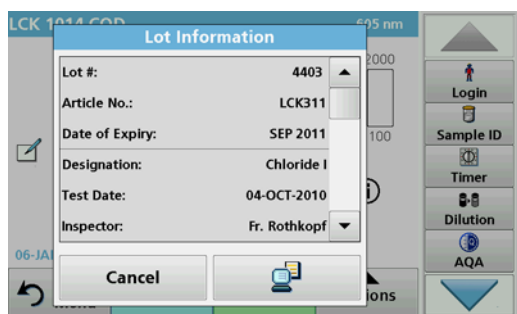 LCK 1014 COD 605 nm
Lot Information
Lot #: 4403
Article No.: LCK311
Date of Expiry: SEP 2011
Designation: Chloride I
Test Date: 04-OCT-2010
Inspector: Fr. Rothkopf
Cancel
2000
100
06-JA
Login
Sample ID
Timer
Dilution
AQA